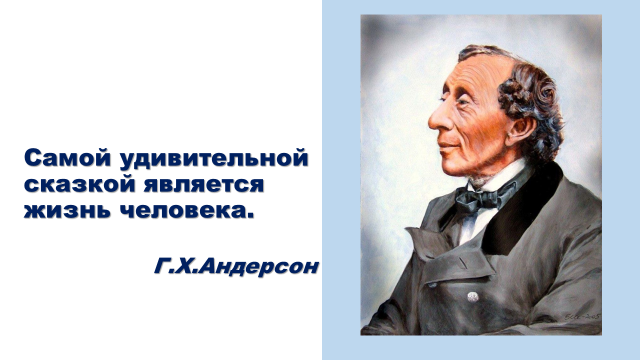 Самой удивительной
сказкой является
жизнь человека.
Г.Х.Андерсон